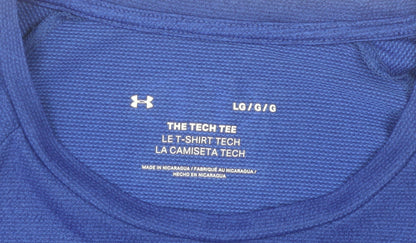 LG / G / G
THE TECH TEE
LE T-SHIRT TECH
LA CAMISETA TECH
MADE IN NICARAGUA / FABRIQUÉ AU NICARAGUA /
HECHO EN NICARAGUA